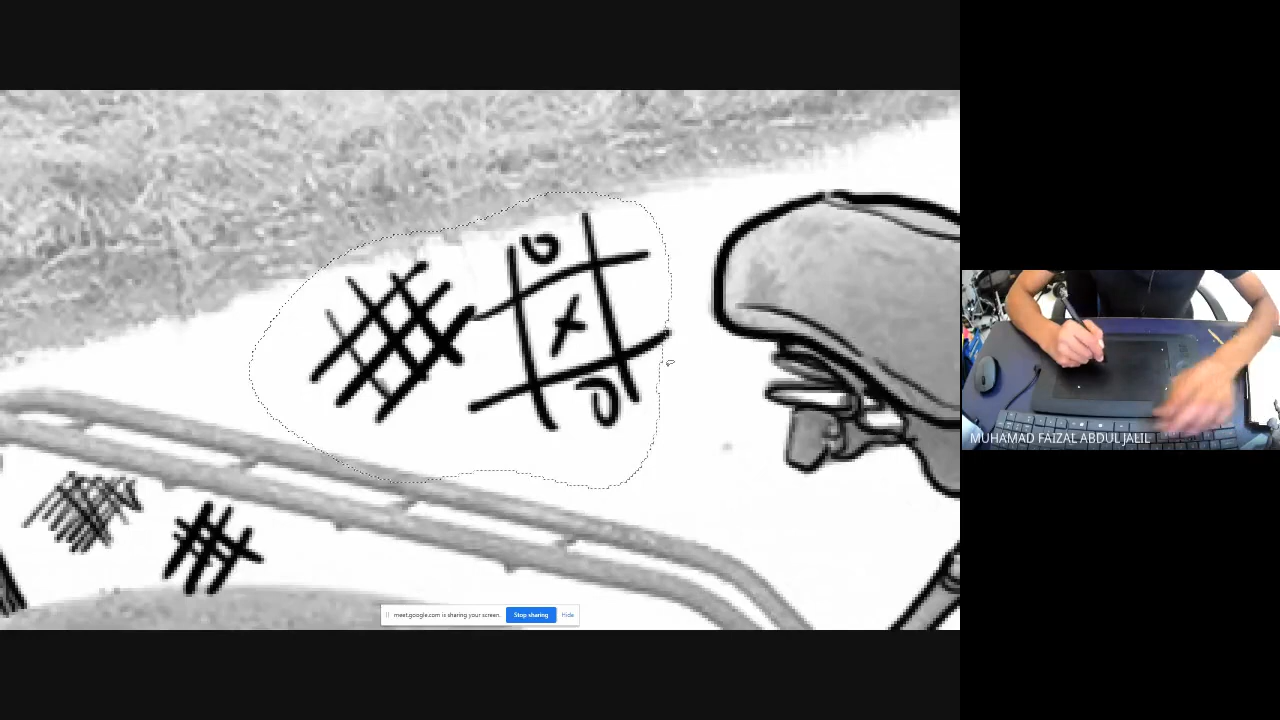 O
X
O
meet.google.com is sharing your screen.
Stop sharing
Hide
MUHAMAD FAIZAL ABDUL JALIL